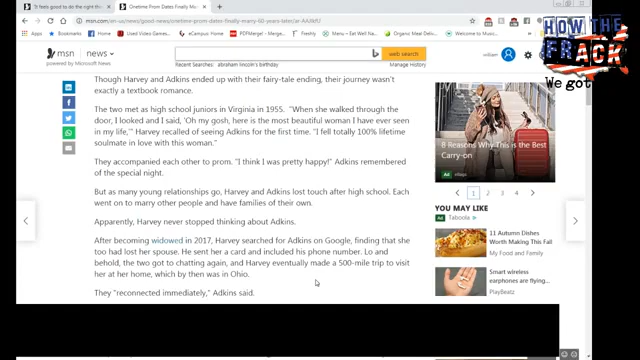 "It feels good to do the right thi
Onetime Prom Dates Finally Ma
msn.com/en-us/news/good-news/onetime-prom-dates-finally-marry-60-years-later/ar-AAJlkfU
Bookmarks
Home
Used Video Games
eCampus Home
PDFMerge!
Menu - Eat Well
Organic Meal Deliver
Welcome to Music
HOW THE
FRACK
We got
msn
news
web search
Recent Searches: abraham lincoln's birthday
Manage History
william
Though Harvey and Adkins ended up with their fairy-tale ending, their journey wasn't
exactly a textbook romance.
The two met as high school juniors in Virginia in 1955. "When she walked through the
door, I looked and I said, 'Oh my gosh, here is the most beautiful woman I have ever seen
in my life,'" Harvey recalled of seeing Adkins for the first time. "I fell totally 100% lifetime
soulmate in love with this woman."
They accompanied each other to prom. "I think I was pretty happy!" Adkins remembered
of the special night.
But as many young relationships go, Harvey and Adkins lost touch after high school. Each
went on to marry other people and have families of their own.
Apparently, Harvey never stopped thinking about Adkins.
After becoming widowed in 2017, Harvey searched for Adkins on Google, finding that she
too had lost her spouse. He sent her a card and included his phone number. Lo and
behold, the two got to chatting again, and Harvey eventually made a 500-mile trip to visit
her at her home, which by then was in Ohio.
They "reconnected immediately," Adkins said.
8 Reasons Why This is the Best
Carry-on
Ad
1 2 3 4
YOU MAY LIKE
Ad Taboola
11 Autumn Dishes
Worth Making This Fall
My Food and Family
Smart wireless
earphones are flying...
PlayBeatz